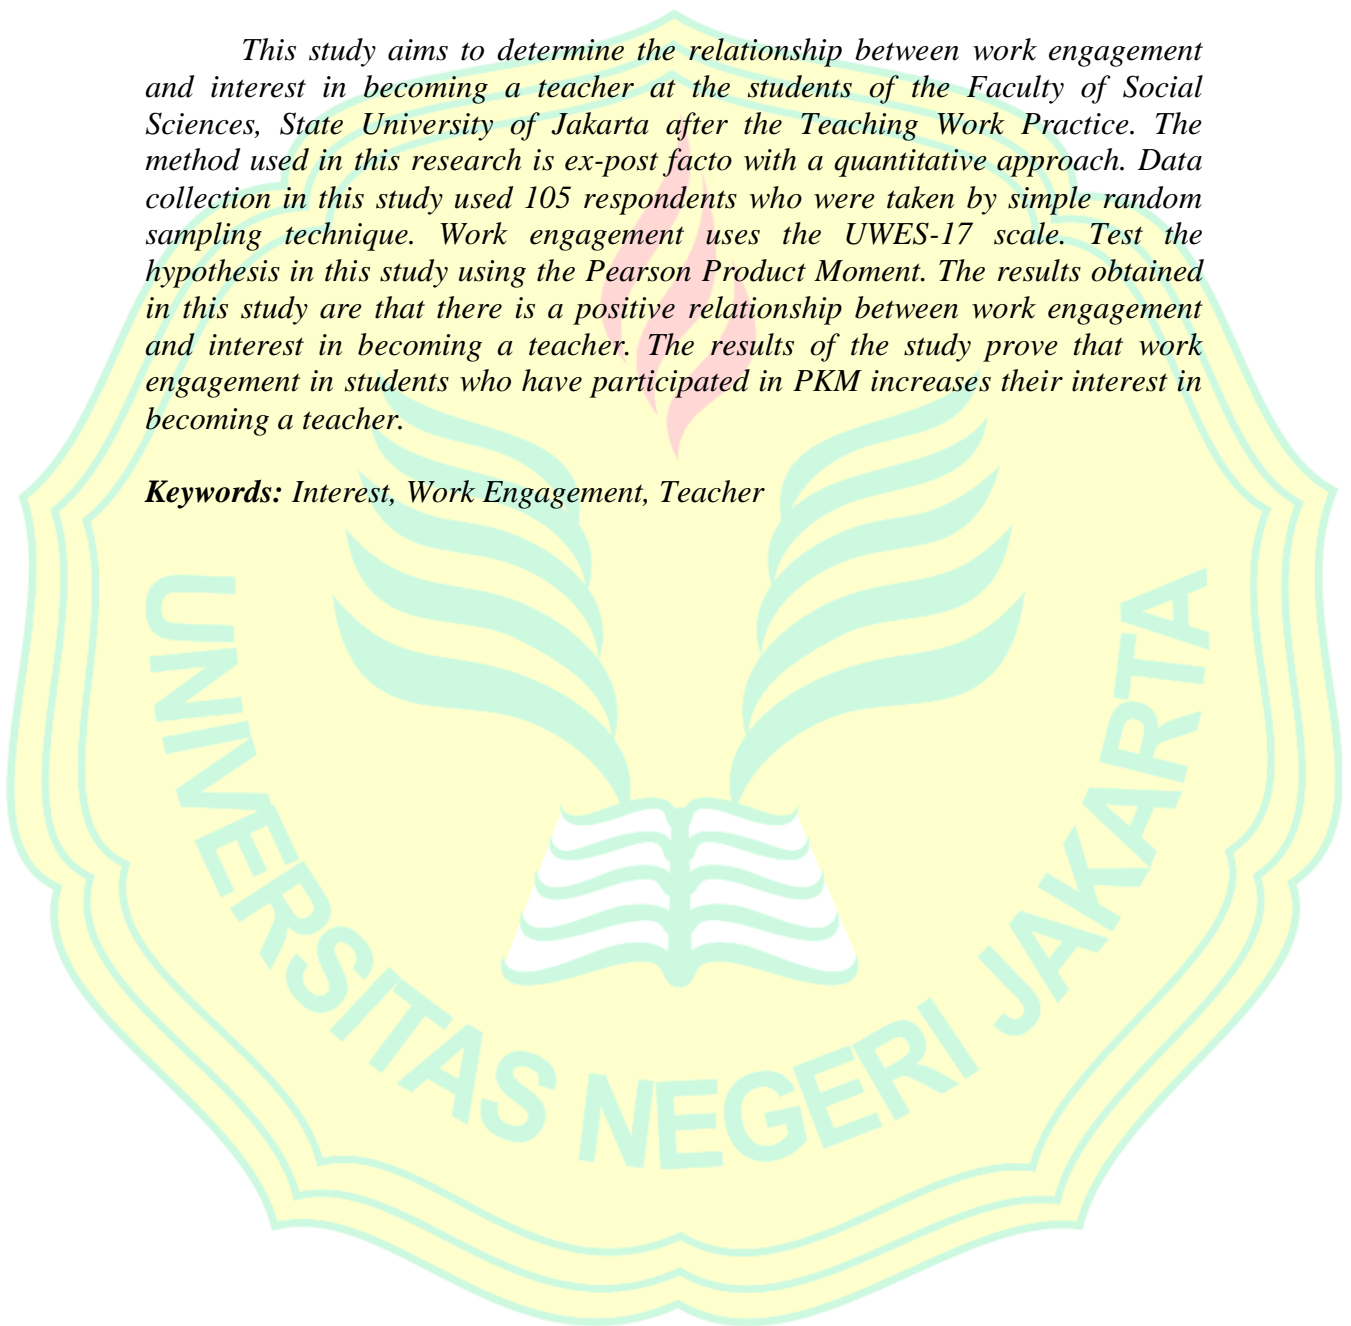 This study aims to determine the relationship between work engagement
and interest in becoming a teacher at the students of the Faculty of Social
Sciences, State University of Jakarta after the Teaching Work Practice. The
method used in this research is ex-post facto with a quantitative approach. Data
collection in this study used 105 respondents who were taken by simple random
sampling technique. Work engagement uses the UWES-17 scale. Test the
hypothesis in this study using the Pearson Product Moment. The results obtained
in this study are that there is a positive relationship between work engagement
and interest in becoming a teacher. The results of the study prove that work
engagement in students who have participated in PKM increases their interest in
becoming a teacher.
Keywords: Interest, Work Engagement, Teacher
UNIVERSITAS NEGERI JAKARTA